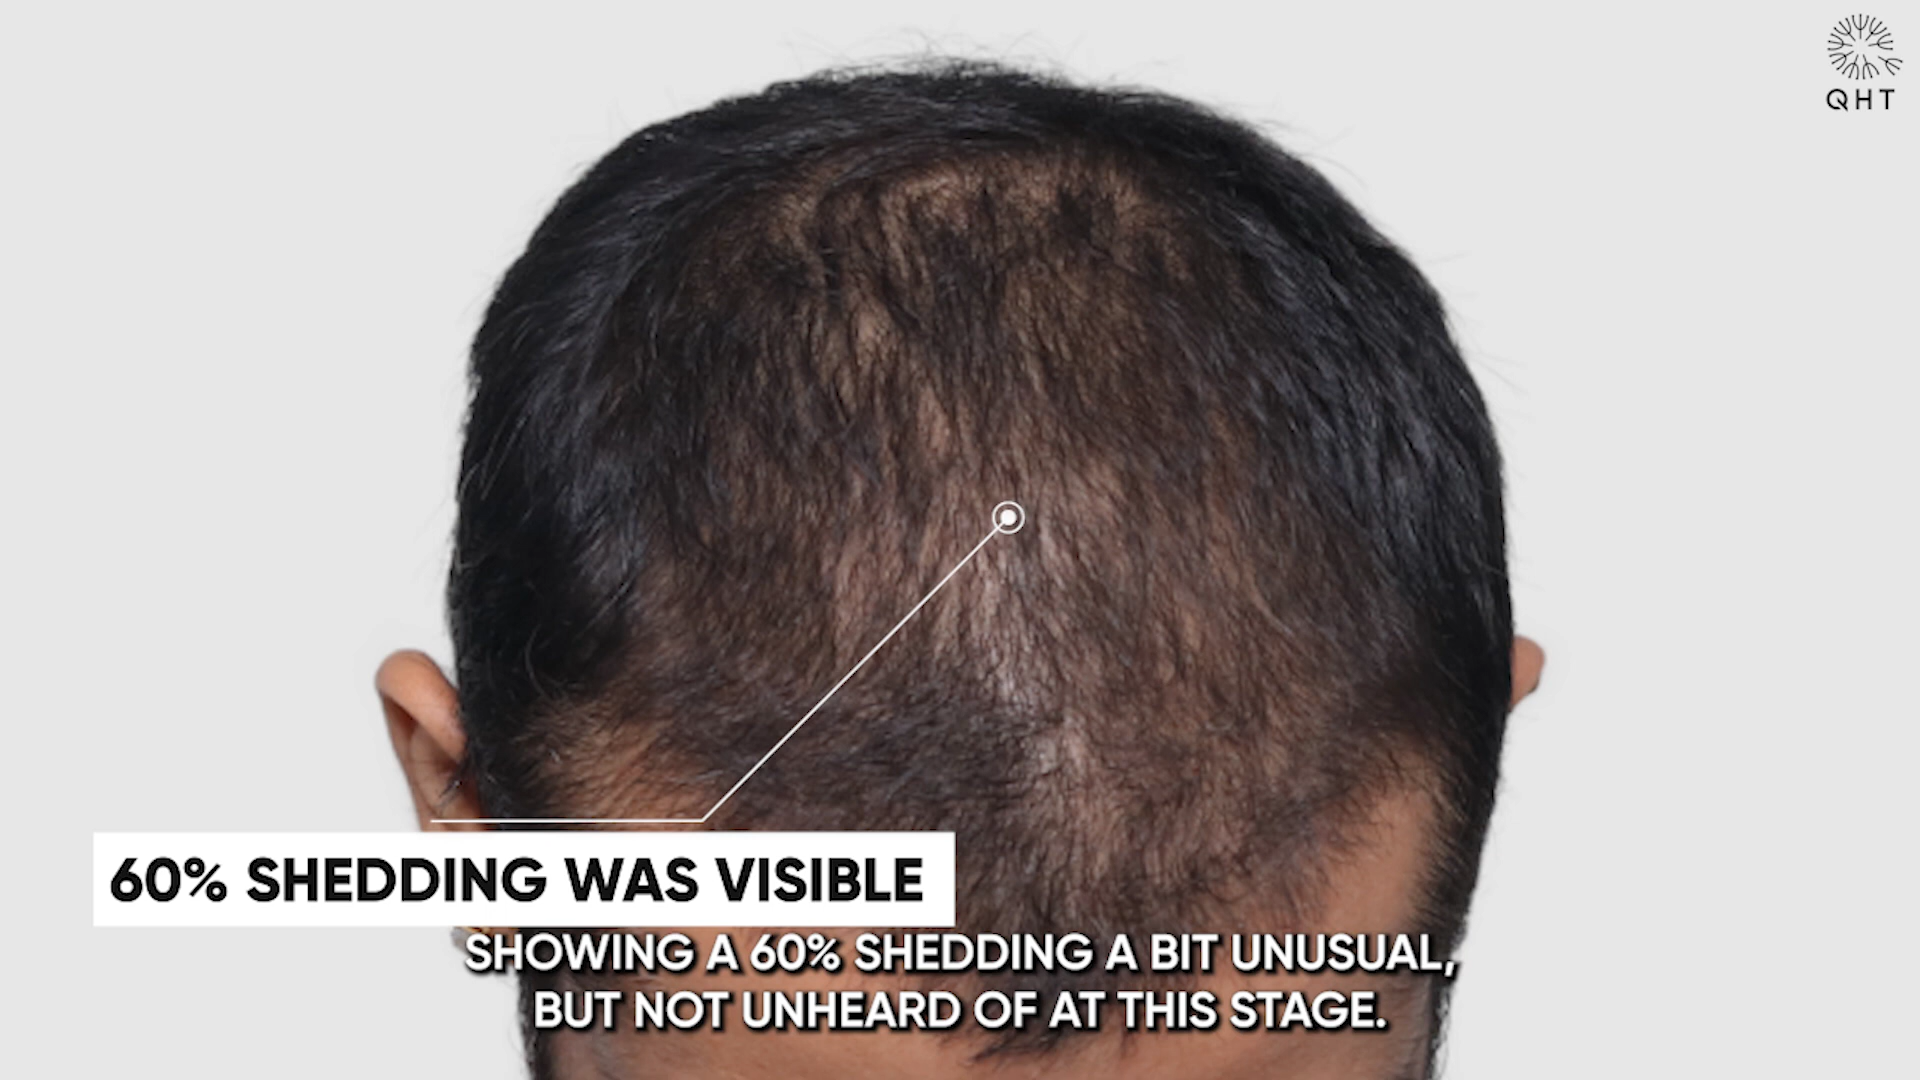 QHT
60% SHEDDING WAS VISIBLE
SHOWING A 60% SHEDDING A BIT UNUSUAL,
BUT NOT UNHEARD OF AT THIS STAGE.